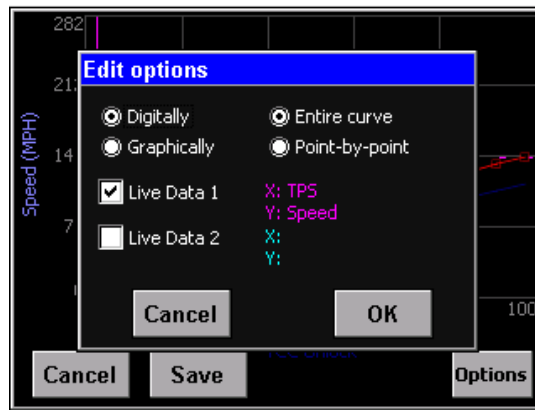 282
Edit options
21
Digitally
Entire curve
Graphically
Point-by-point
Speed (MPH)
14
Live Data 1
X: TPS
Y: Speed
7
Live Data 2
X:
Y:
Cancel
OK
100
Cancel
Save
Options